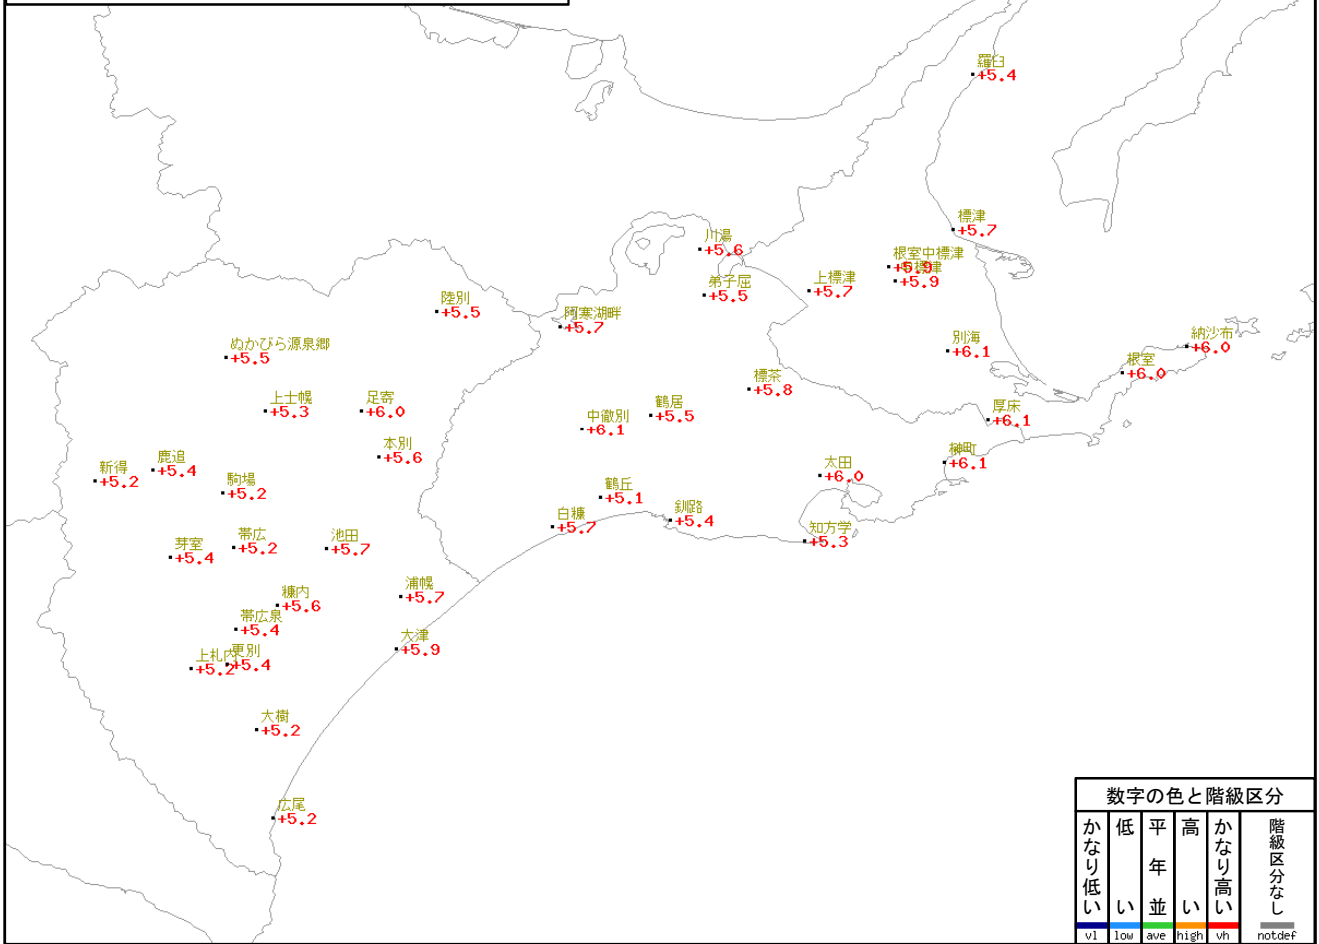 羅臼
+5.4
標津
+5.7
川湯
+5.6
根室中標津
+5.9
中標津
+5.9
弟子屈
+5.5
上標津
+5.7
陸別
+5.5
阿寒湖畔
+5.7
ぬかびら源泉郷
+5.5
別海
+6.1
納沙布
+6.0
根室
+6.0
標茶
+5.8
上士幌
+5.3
足寄
+6.0
鶴居
+5.5
中徹別
+6.1
厚床
+6.1
本別
+5.6
榊町
+6.1
新得
+5.2
鹿追
+5.4
太田
+6.0
駒場
+5.2
鶴丘
+5.1
白糠
+5.7
釧路
+5.4
知方学
+5.3
芽室
+5.4
帯広
+5.2
池田
+5.7
浦幌
+5.7
糠内
+5.6
帯広泉
+5.4
大津
+5.9
上札内
+5.2
更別
+5.4
大樹
+5.2
広尾
+5.2
数字の色と階級区分
かなり低い
低い
平年並
高い
かなり高い
階級区分なし
vl low ave high vh notdef